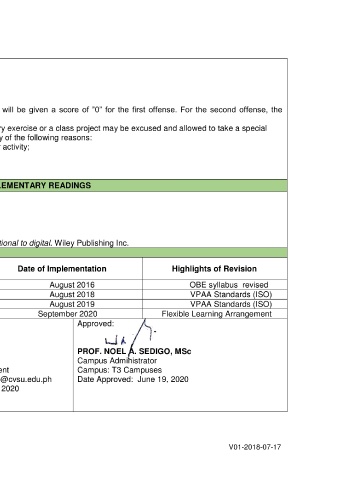 will be given a score of "0" for the first offense. For the second offense, the
ry exercise or a class project may be excused and allowed to take a special
y of the following reasons:
r activity;
LEMENTARY READINGS
tional to digital. Wiley Publishing Inc.
Date of Implementation Highlights of Revision
August 2016 OBE syllabus revised
August 2018 VPAA Standards (ISO)
August 2019 VPAA Standards (ISO)
September 2020 Flexible Learning Arrangement
Approved:
PROF. NOEL A. SEDIGO, MSc
Campus Administrator
ent Campus: T3 Campuses
@cvsu.edu.ph Date Approved: June 19, 2020
2020
V01-2018-07-17